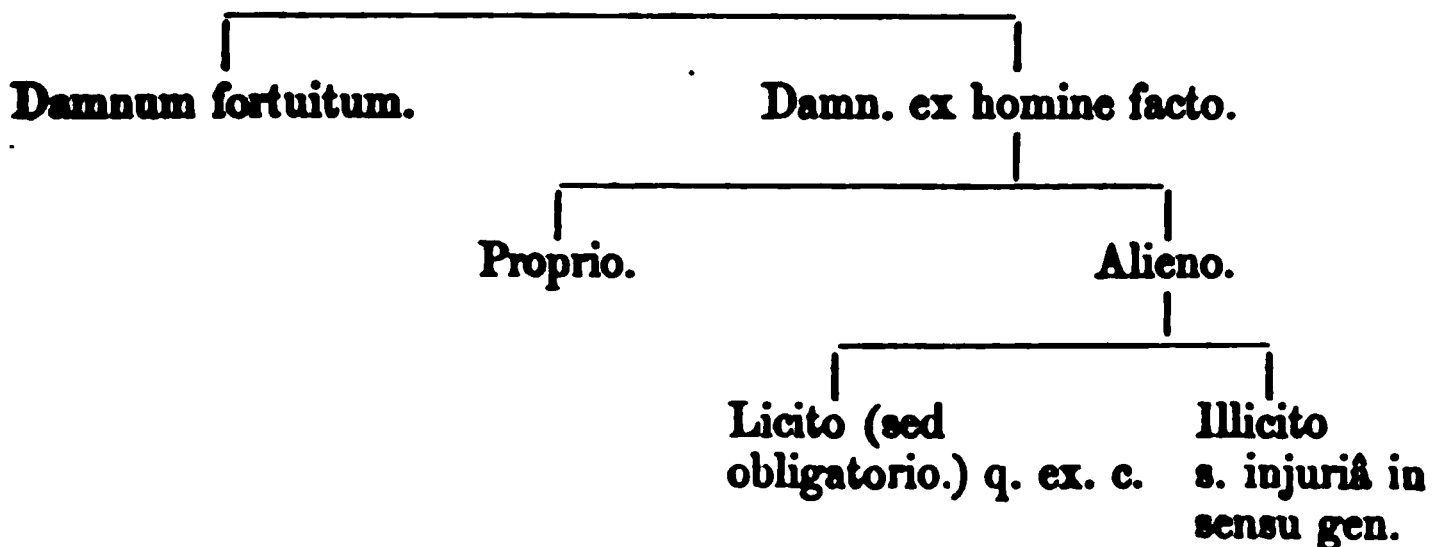 Damnum fortuitum.
Damn. ex homine facto.
Proprio.
Alieno.
Licito (sed
obligatorio.) q. ex. c.
Illicito
s. injuriâ in
sensu gen.